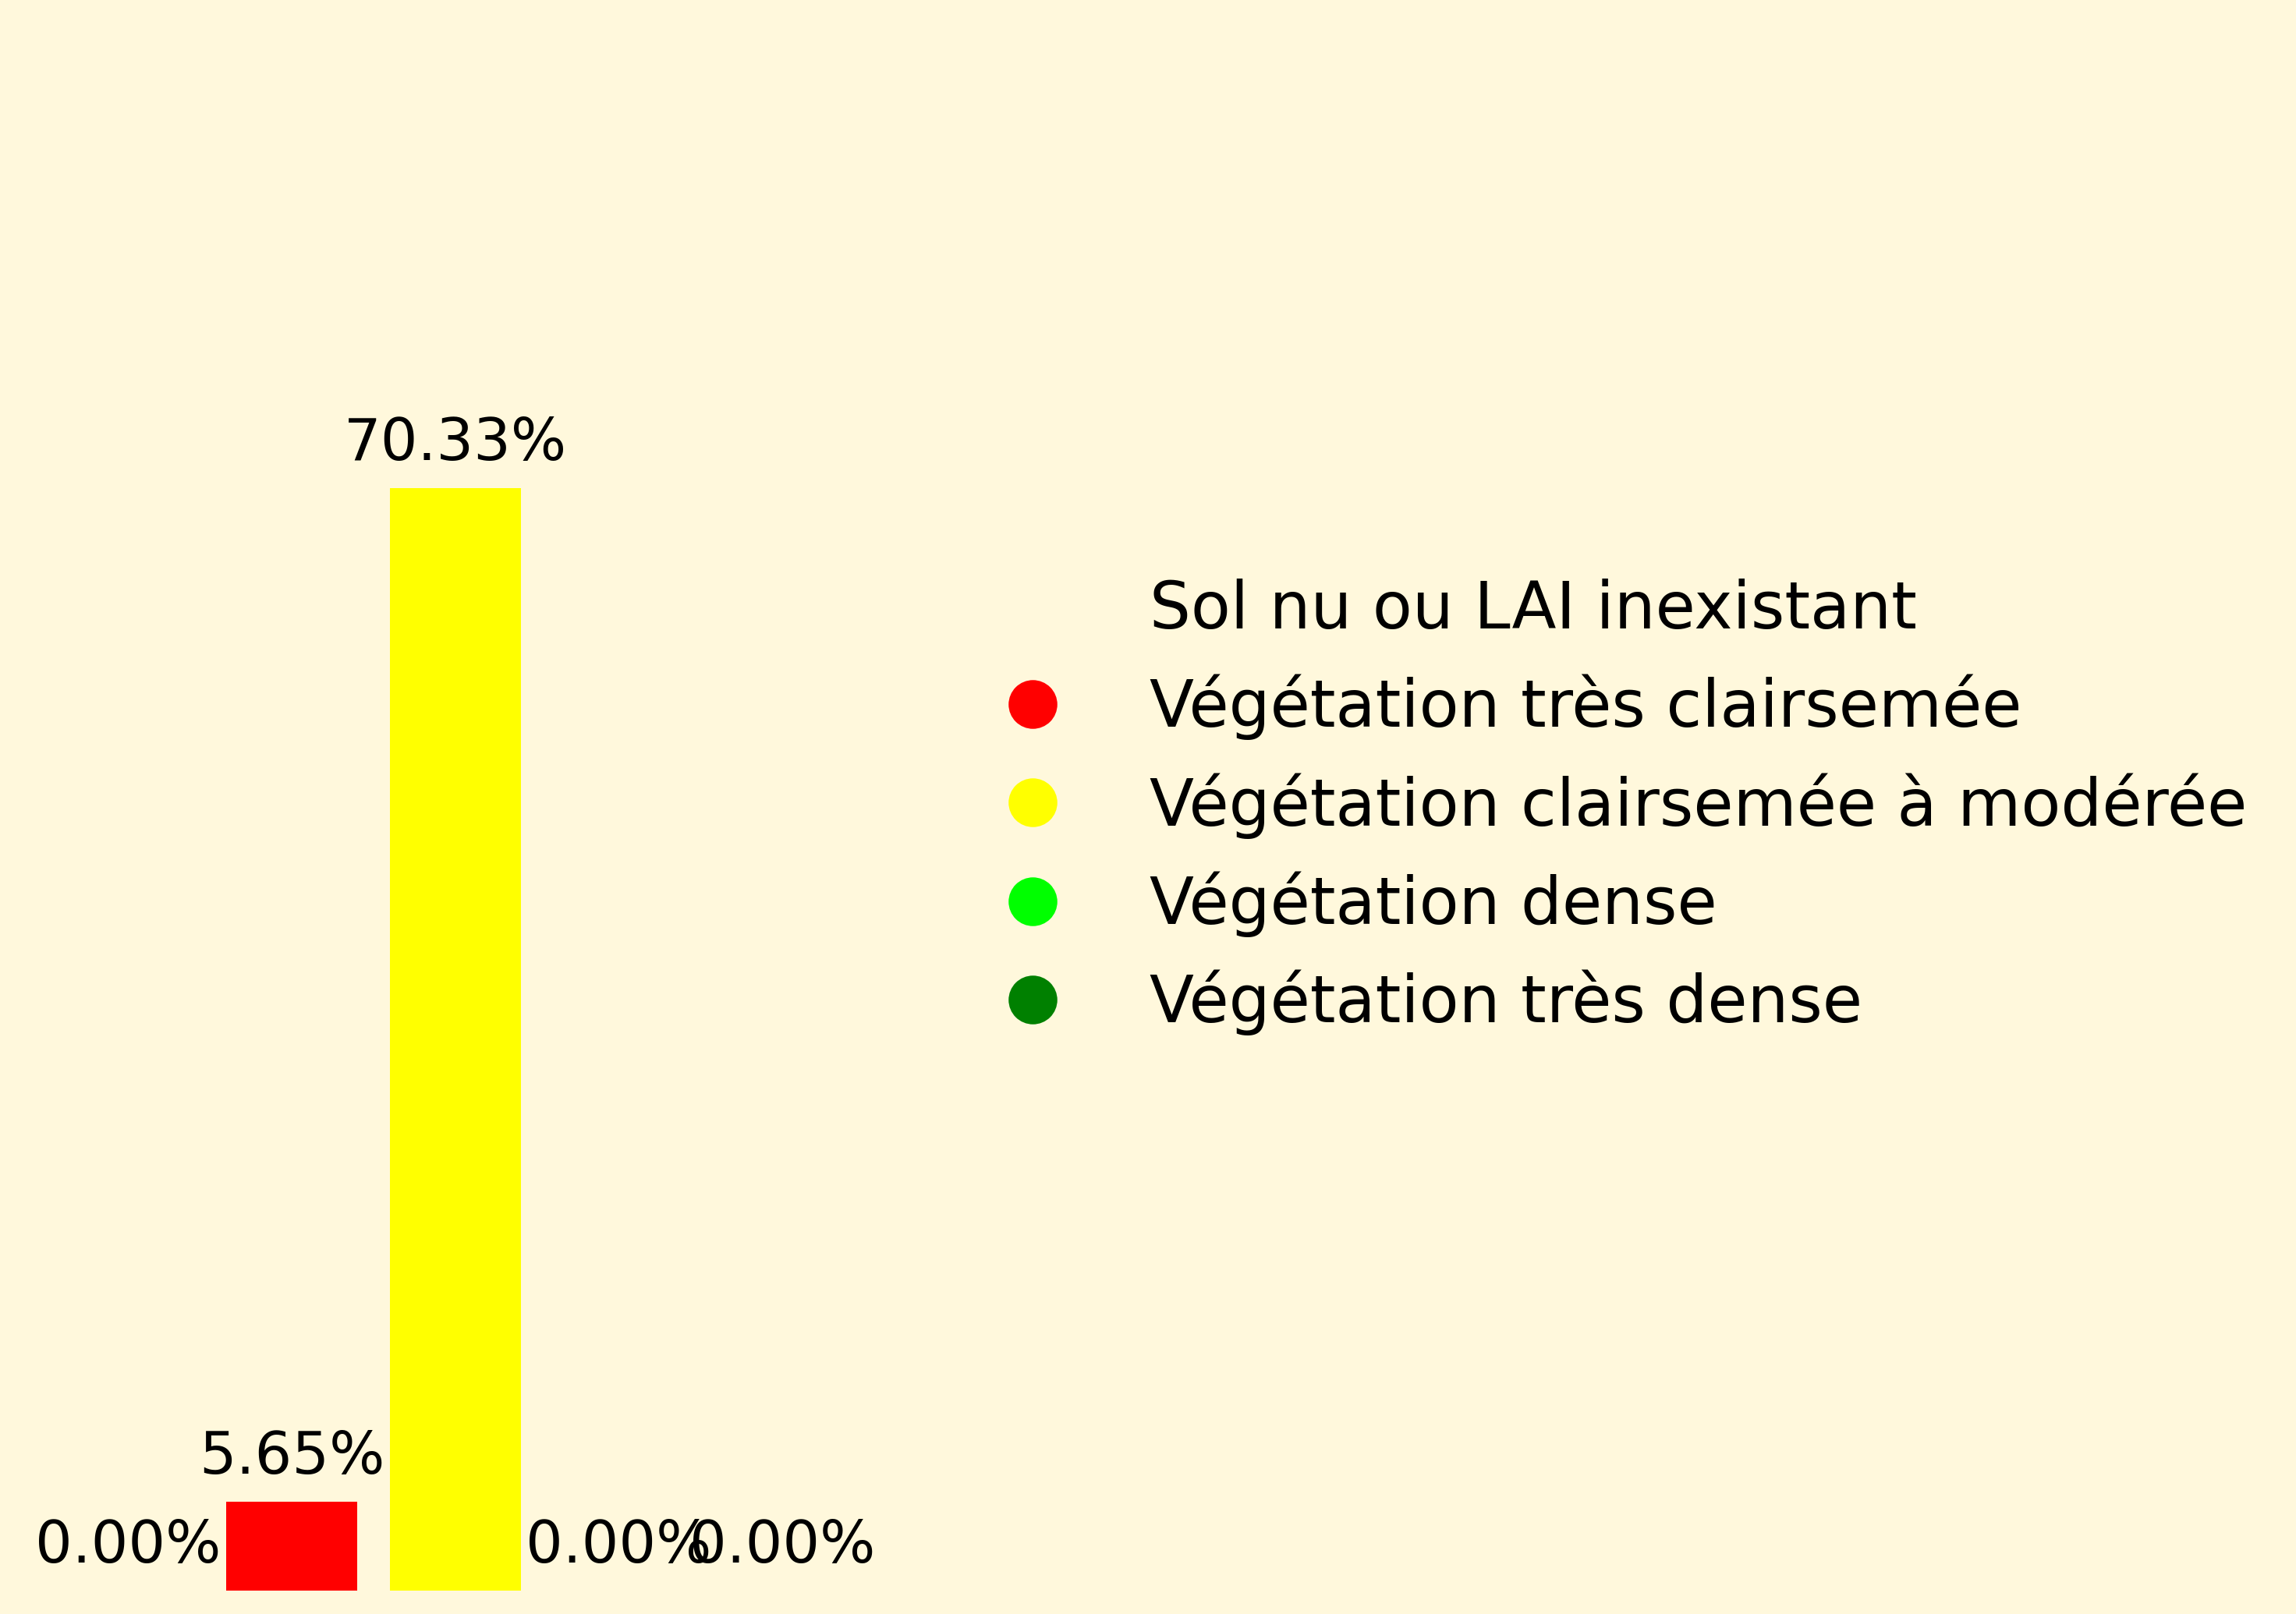 70.33%
Sol nu ou LAI inexistant
Végétation très clairsemée
Végétation clairsemée à modérée
Végétation dense
Végétation très dense
5.65%
0.00%
0.00%
0.00%